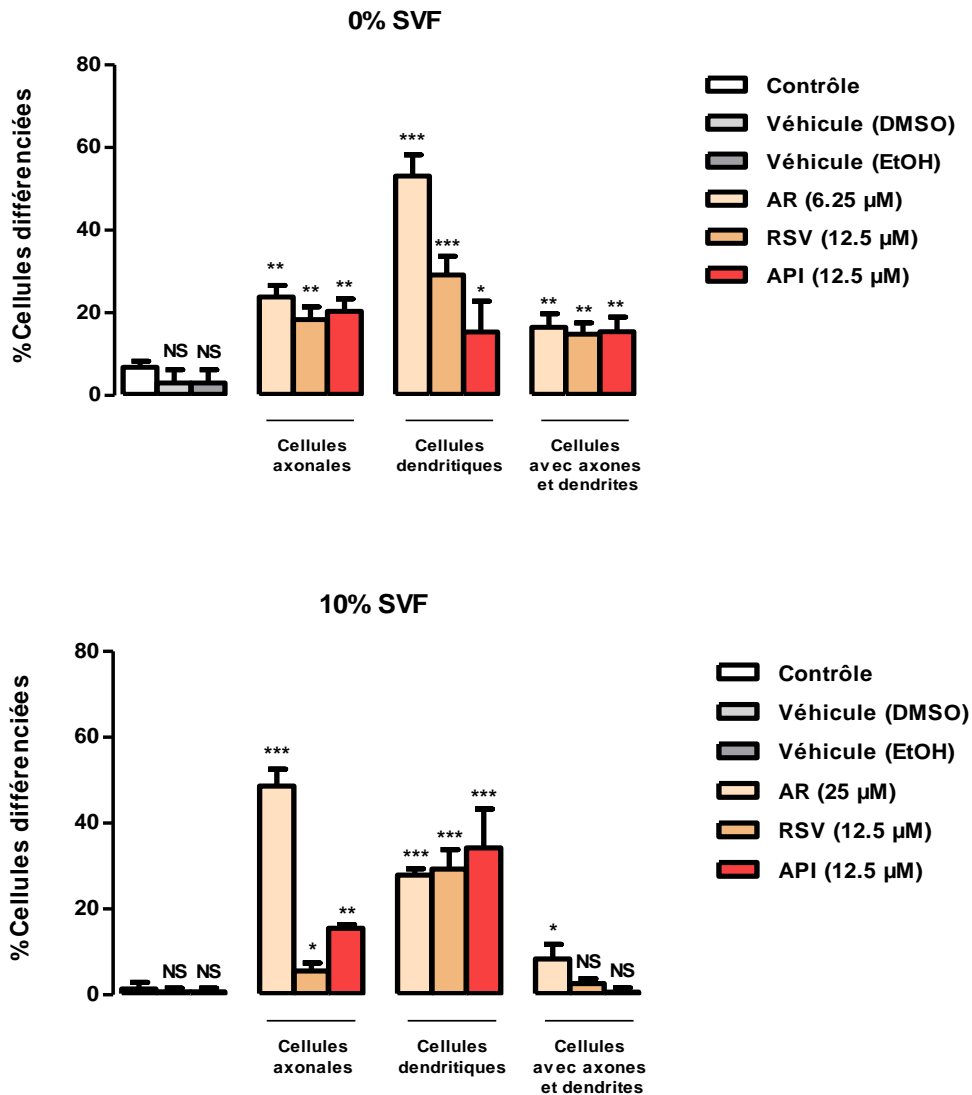 0% SVF
%Cellules différenciées
80
60
40
20
0
NS NS
** ** **
*** *** *
** ** **
Cellules
axonales
Cellules
dendritiques
Cellules
avec axones
et dendrites
Contrôle
Véhicule (DMSO)
Véhicule (EtOH)
AR (6.25 µM)
RSV (12.5 µM)
API (12.5 µM)
10% SVF
%Cellules différenciées
80
60
40
20
0
NS NS
*** * **
*** *** ***
* NS NS
Cellules
axonales
Cellules
dendritiques
Cellules
avec axones
et dendrites
Contrôle
Véhicule (DMSO)
Véhicule (EtOH)
AR (25 µM)
RSV (12.5 µM)
API (12.5 µM)